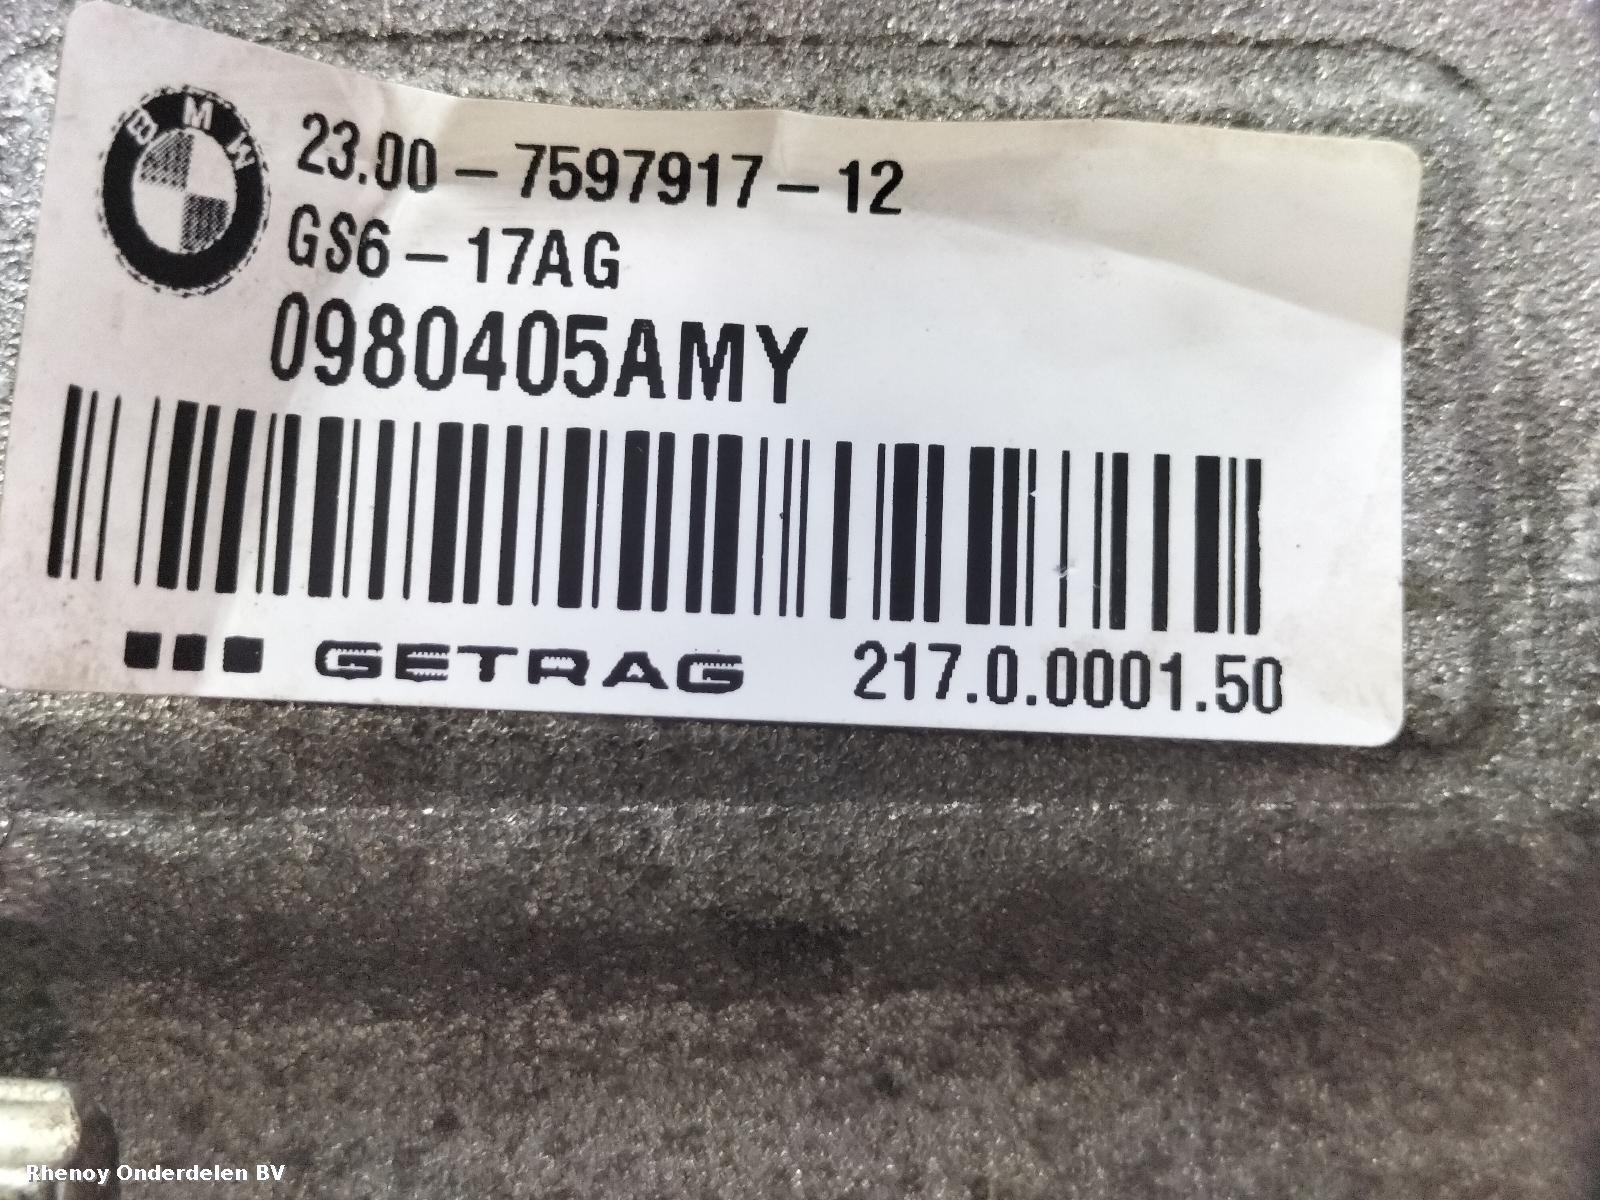 BMW
23.00 - 7597917 - 12
GS6 - 17AG
0980405AMY
GETRAG 217.0.0001.50
Rhenoy Onderdelen BV